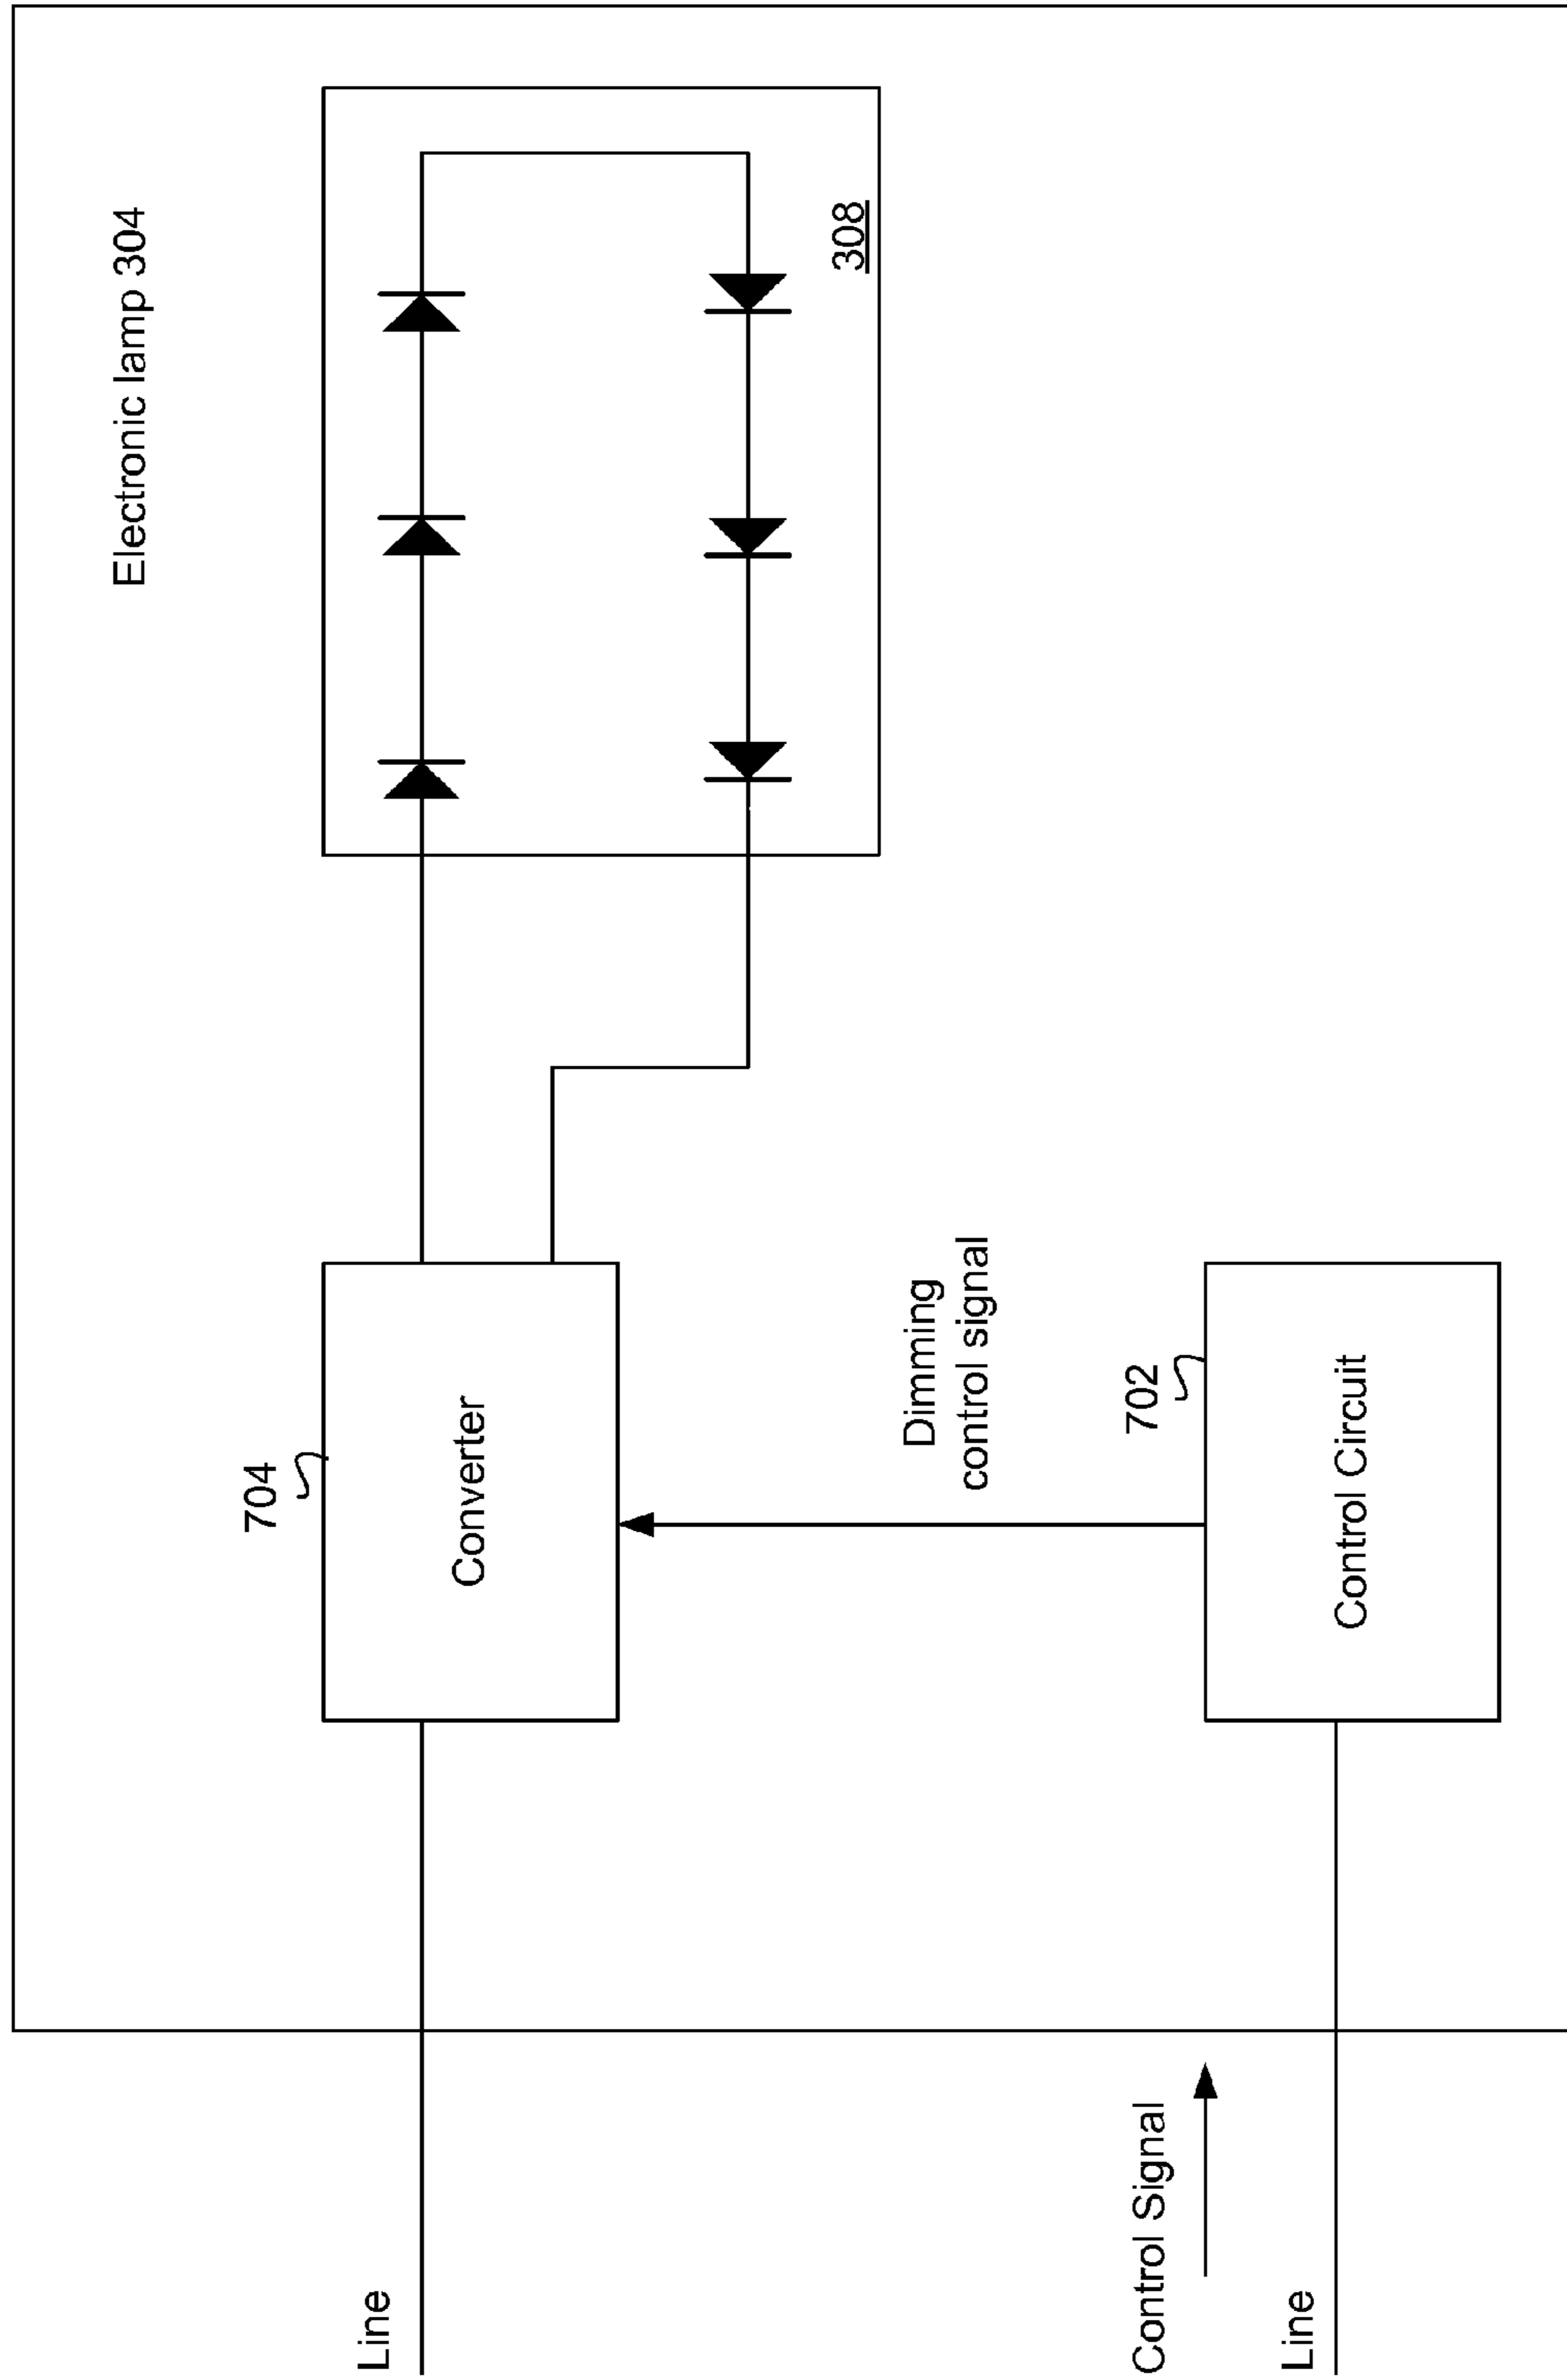 Electronic lamp 304
Line
704
Converter
308
Dimming
control signal
Control Signal
702
Line
Control Circuit